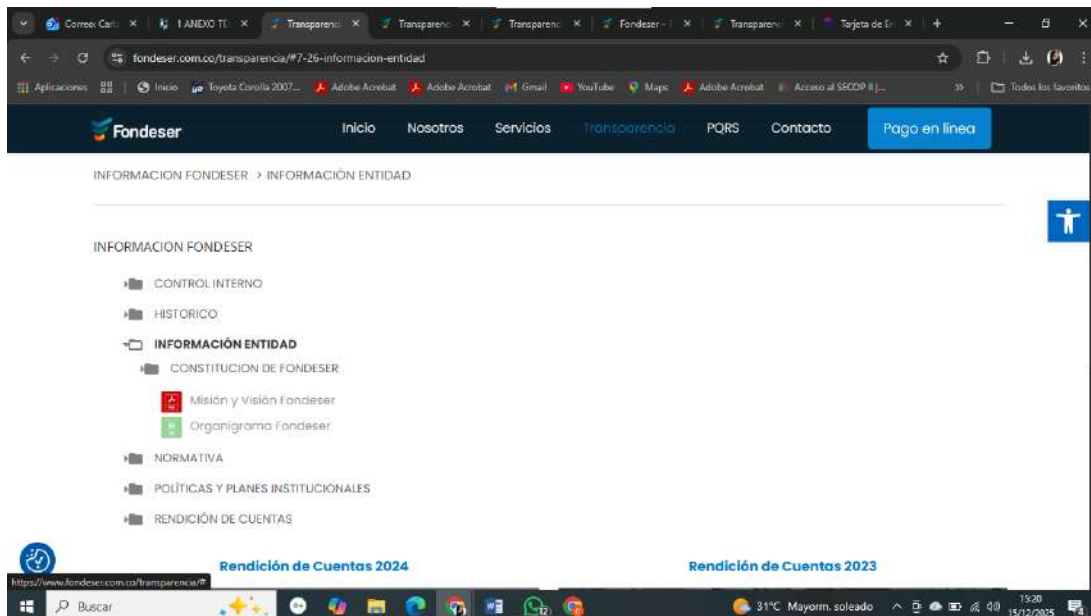 Correo: Carl
1 ANEXO TI
Transparenc
Transparenc
Transparenc
Fondeser – F
Transparenc
Tarjeta de En
fondeser.com.co/transparencia/#7-26-informacion-entidad
Aplicaciones
Inicio
Toyota Corolla 2007...
Adobe Acrobat
Adobe Acrobat
Gmail
YouTube
Maps
Adobe Acrobat
Acceso al SECOP II |...
Todos los favoritos
Fondeser
Inicio
Nosotros
Servicios
Transparencia
PQRS
Contacto
Pago en línea
INFORMACION FONDESER > INFORMACIÓN ENTIDAD
INFORMACION FONDESER
CONTROL INTERNO
HISTORICO
INFORMACIÓN ENTIDAD
CONSTITUCION DE FONDESER
Misión y Visión Fondeser
Organigrama Fondeser
NORMATIVA
POLÍTICAS Y PLANES INSTITUCIONALES
RENDICIÓN DE CUENTAS
Rendición de Cuentas 2024
Rendición de Cuentas 2023
https://www.fondeser.com.co/transparencia/#
Buscar
31°C Mayorm. soleado
15:20
15/12/2025